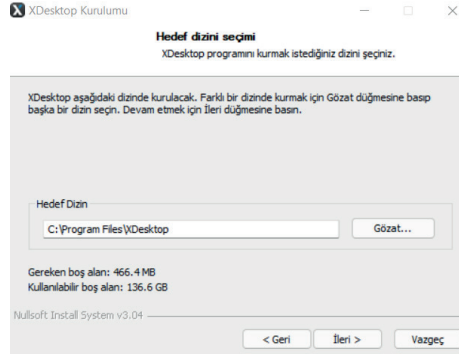 XDesktop Kurulumu
Hedef dizini seçimi
XDesktop programını kurmak istediğiniz dizini seçiniz.
XDesktop aşağıdaki dizinde kurulacak. Farklı bir dizinde kurmak için Gözat düğmesine basıp
başka bir dizin seçin. Devam etmek için İleri düğmesine basın.
Hedef Dizin
C:\Program Files\XDesktop
Gözat...
Gereken boş alan: 466.4 MB
Kullanılabilir boş alan: 136.6 GB
Nullsoft Install System v3.04
< Geri İleri > Vazgeç